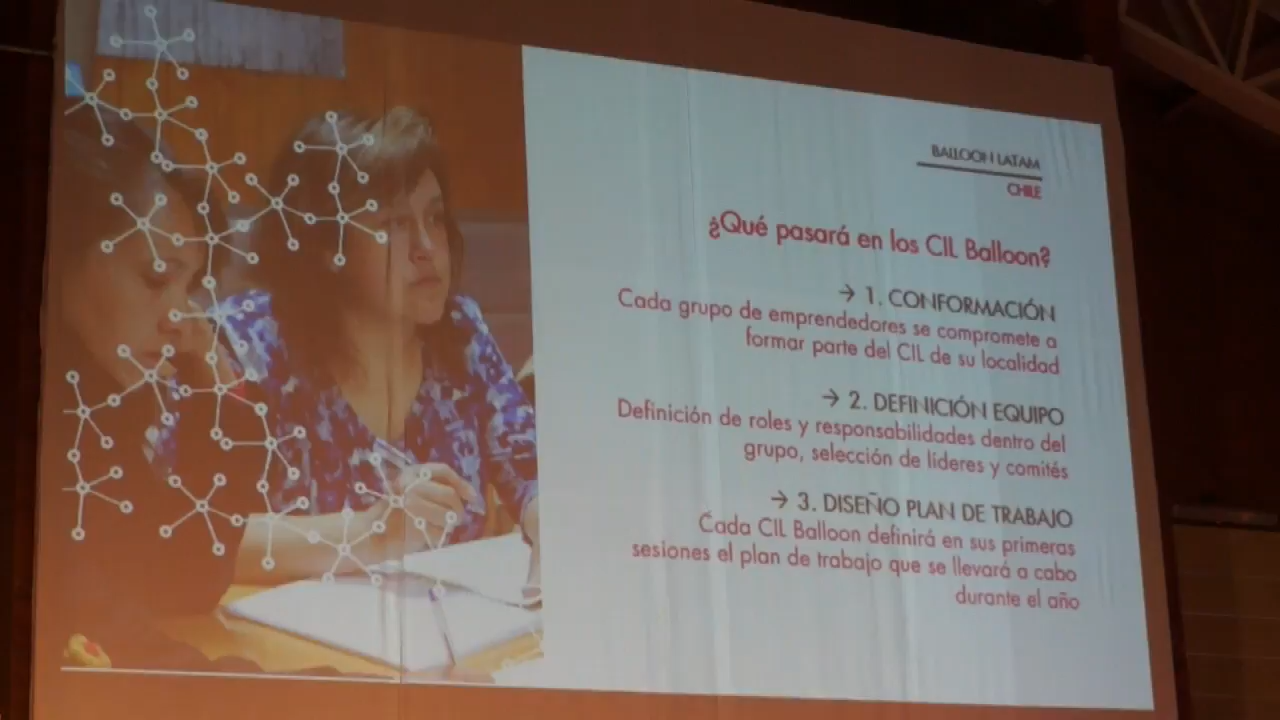 BALLOON LATAM
CHILE
¿Qué pasará en los CIL Balloon?
→ 1. CONFORMACIÓN
Cada grupo de emprendedores se compromete a
formar parte del CIL de su localidad
→ 2. DEFINICIÓN EQUIPO
Definición de roles y responsabilidades dentro del
grupo, selección de líderes y comités
→ 3. DISEÑO PLAN DE TRABAJO
Cada CIL Balloon definirá en sus primeras
sesiones el plan de trabajo que se llevará a cabo
durante el año